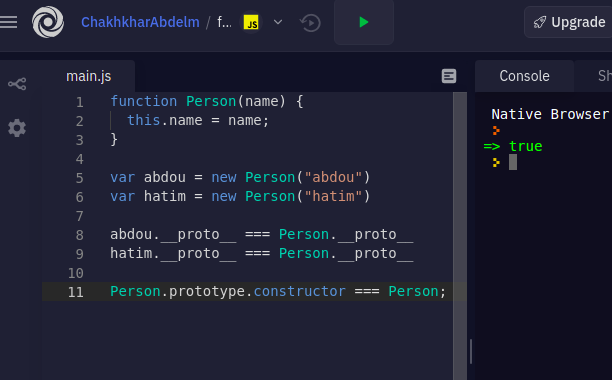 ChakhkharAbdelm / f... JS Upgrade
main.js
Console Sh
1 function Person(name) {
2 this.name = name;
3 }
4
5 var abdou = new Person("abdou")
6 var hatim = new Person("hatim")
7
8 abdou.__proto__ === Person.__proto__
9 hatim.__proto__ === Person.__proto__
10
11 Person.prototype.constructor === Person;
Native Browser
=> true